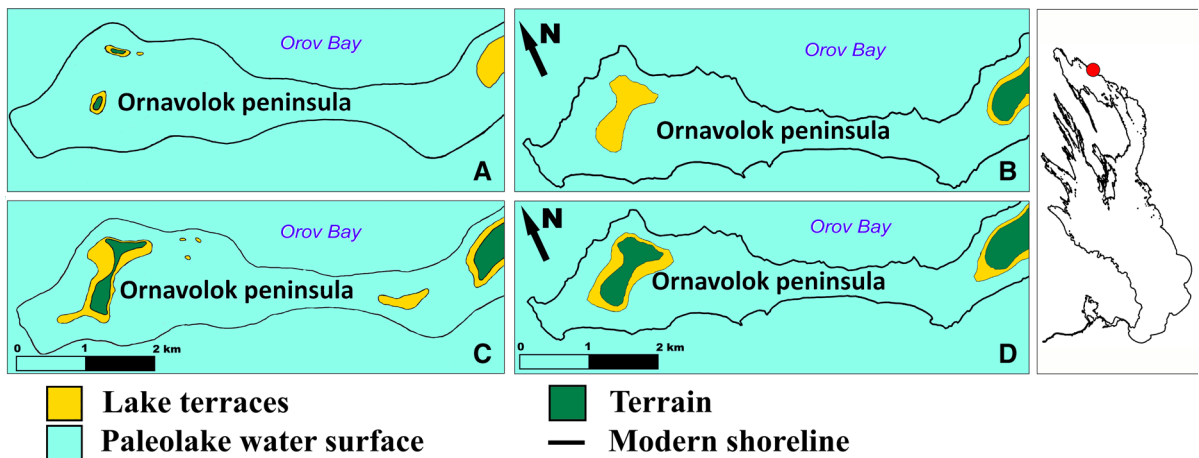 Orov Bay
Ornavolok peninsula
A
N
Orov Bay
Ornavolok peninsula
B
Orov Bay
Ornavolok peninsula
0 1 2 km
C
N
Orov Bay
Ornavolok peninsula
0 1 2 km
D
Lake terraces
Terrain
Paleolake water surface
Modern shoreline